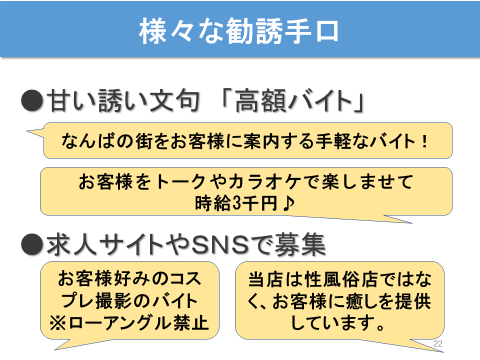 様々な勧誘手口
●甘い誘い文句 「高額バイト」
なんぱの街をお客様に案内する手軽なバイト！
お客様をトークやカラオケで楽しませて
時給3千円♪
●求人サイトやSNSで募集
お客様好みのコス
プレ撮影のバイト
※ローアングル禁止
当店は性風俗店ではな
く、お客様に癒しを提供
しています。
22